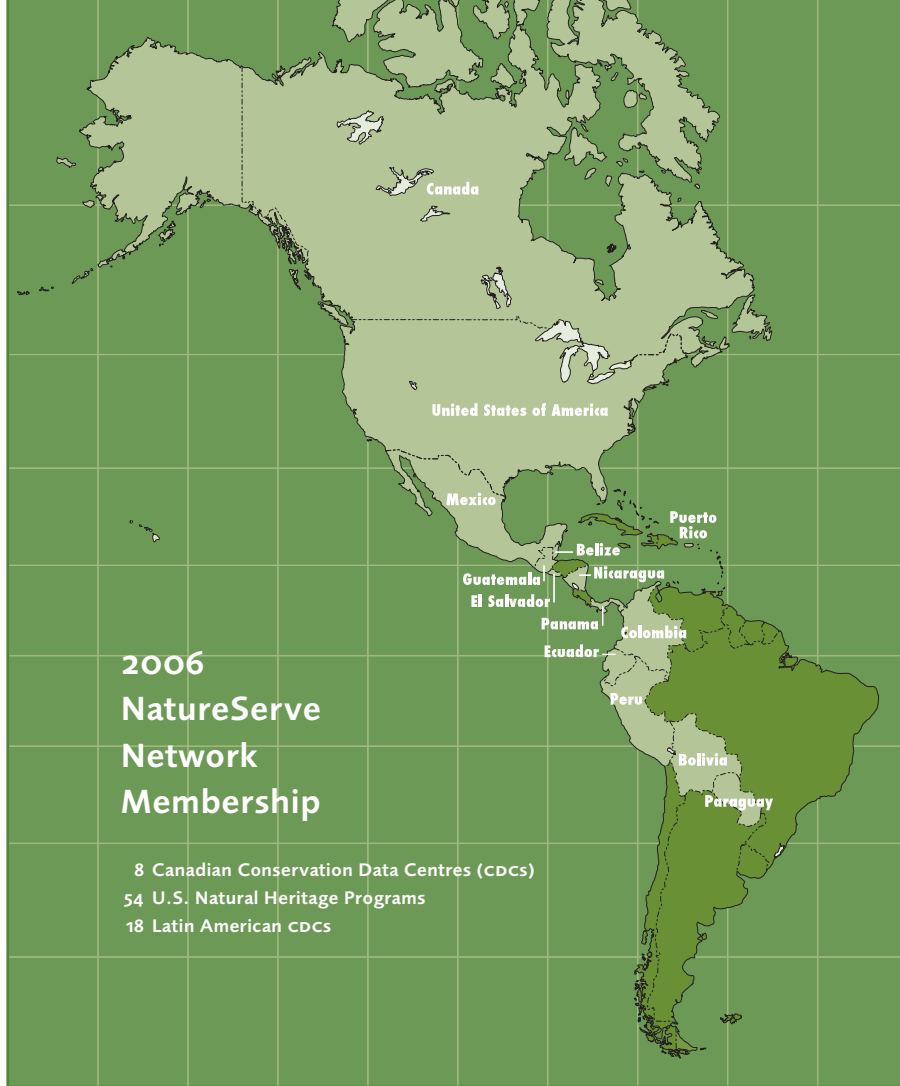 Canada
United States of America
Mexico
Puerto
Rico
Belize
Guatemala
Nicaragua
El Salvador
Panama
Colombia
Ecuador
Peru
Bolivia
Paraguay
2006
NatureServe
Network
Membership
8 Canadian Conservation Data Centres (CDCs)
54 U.S. Natural Heritage Programs
18 Latin American CDCs